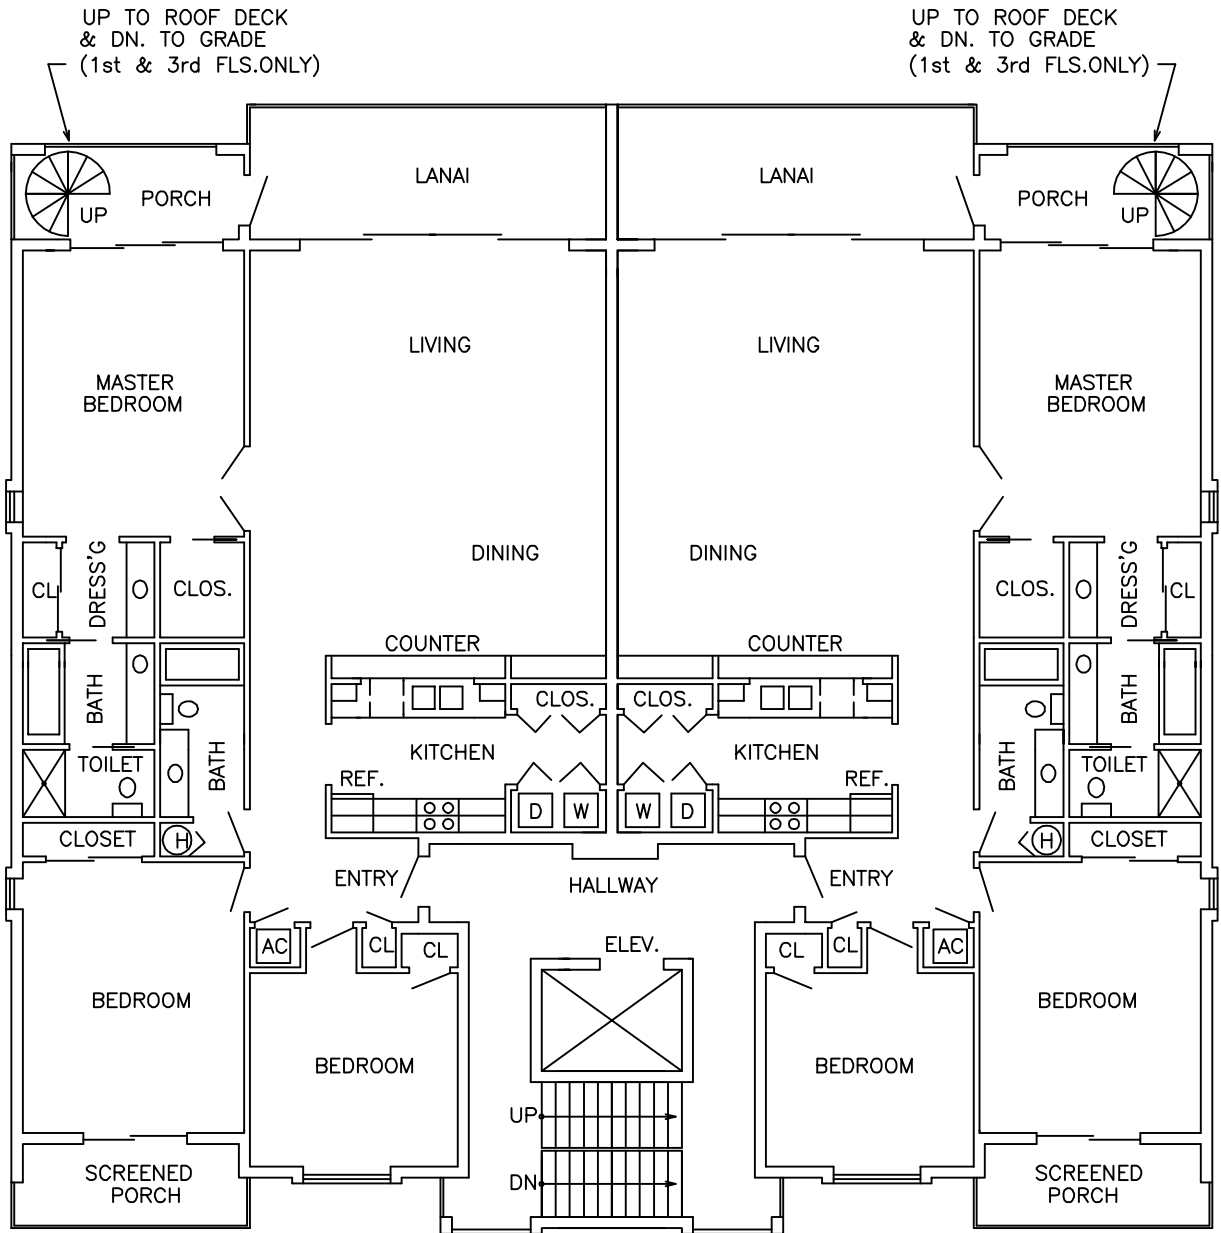 UP TO ROOF DECK
& DN. TO GRADE
(1st & 3rd FLS.ONLY)
UP TO ROOF DECK
& DN. TO GRADE
(1st & 3rd FLS.ONLY)
UP
PORCH
LANAI
LANAI
PORCH
UP
LIVING
LIVING
MASTER
BEDROOM
MASTER
BEDROOM
DINING
DINING
CL
DRESS'G
CLOS.
CLOS.
DRESS'G
CL
COUNTER
COUNTER
BATH
CLOS.
CLOS.
BATH
KITCHEN
KITCHEN
TOILET
BATH
REF.
REF.
BATH
TOILET
D
W
W
D
CLOSET
H
H
CLOSET
ENTRY
HALLWAY
ENTRY
AC
CL
CL
ELEV.
CL
CL
AC
BEDROOM
BEDROOM
BEDROOM
BEDROOM
UP
DN
SCREENED
PORCH
SCREENED
PORCH